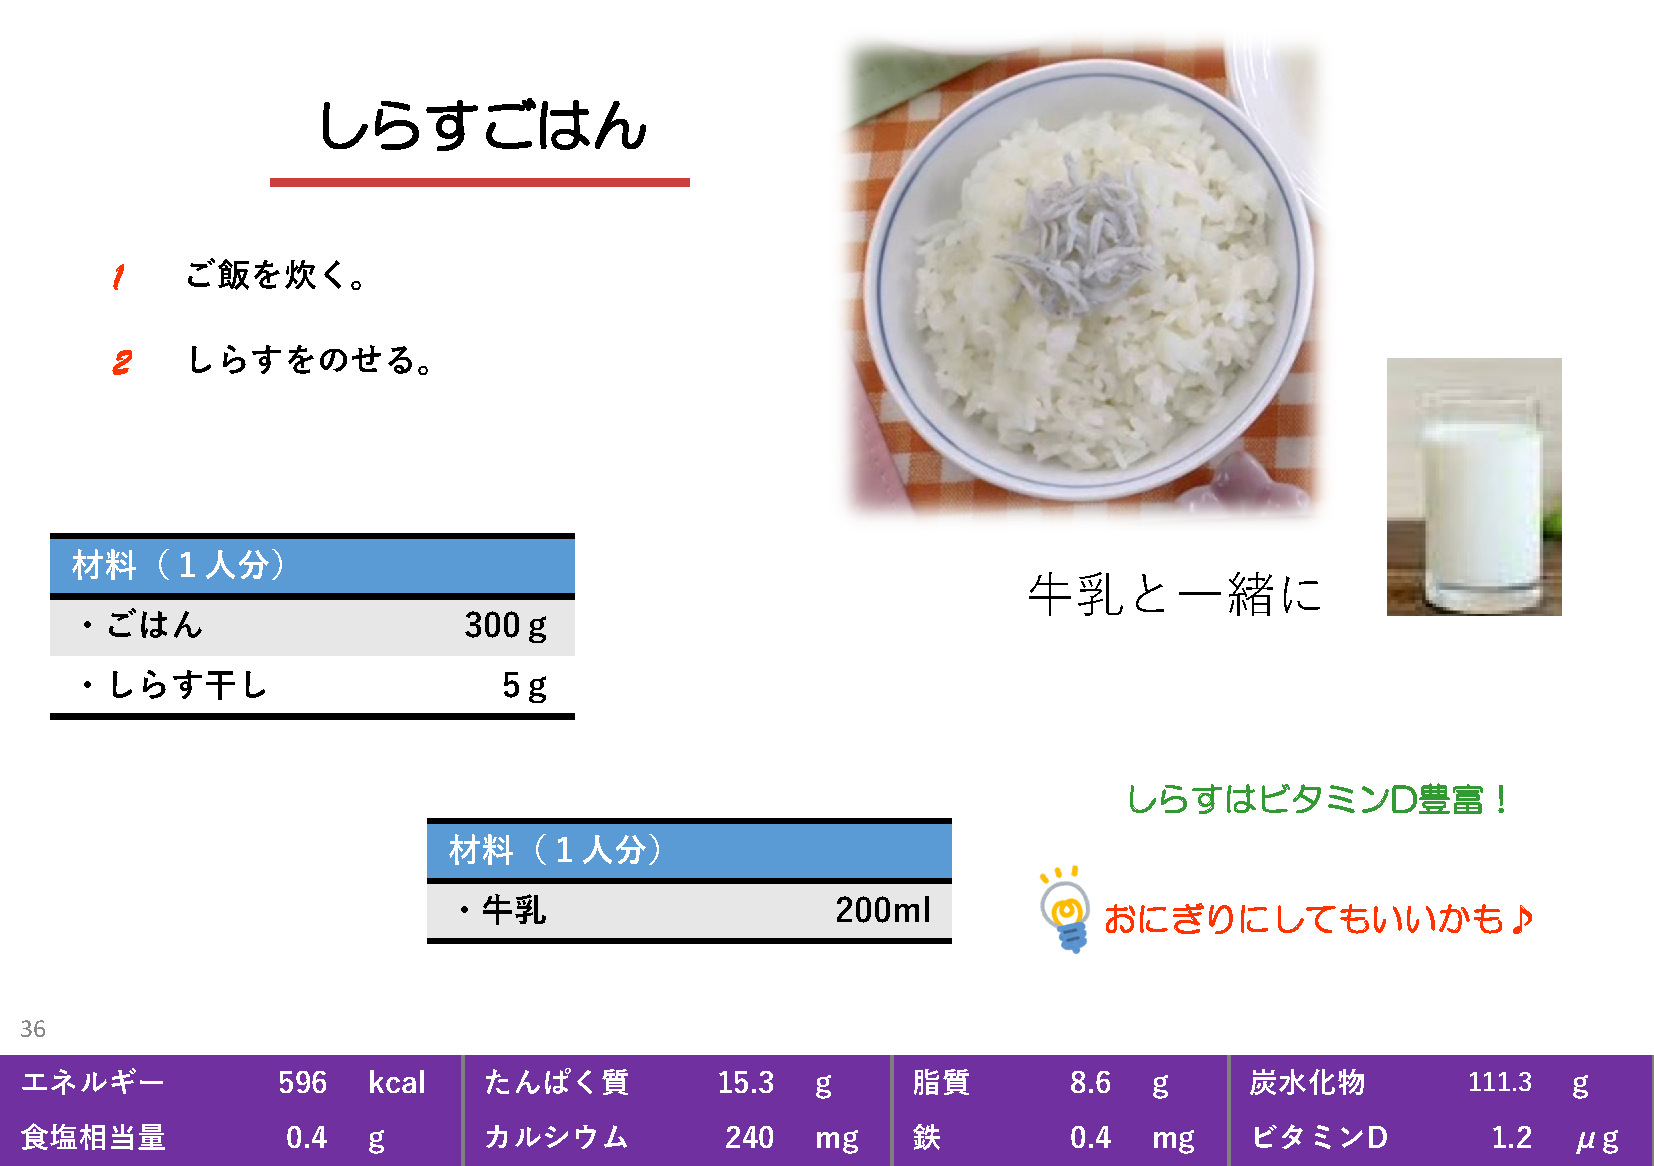 しらすごはん
1 ご飯を炊く。
2 しらすをのせる。
材料（１人分）
・ごはん 300ｇ
・しらす干し 5ｇ
牛乳と一緒に
材料（１人分）
・牛乳 200ml
しらすはビタミンD豊富！
おにぎりにしてもいいかも♪
36
エネルギー 596 kcal たんぱく質 15.3 g 脂質 8.6 g 炭水化物 111.3 g
食塩相当量 0.4 g カルシウム 240 mg 鉄 0.4 mg ビタミンD 1.2 μg